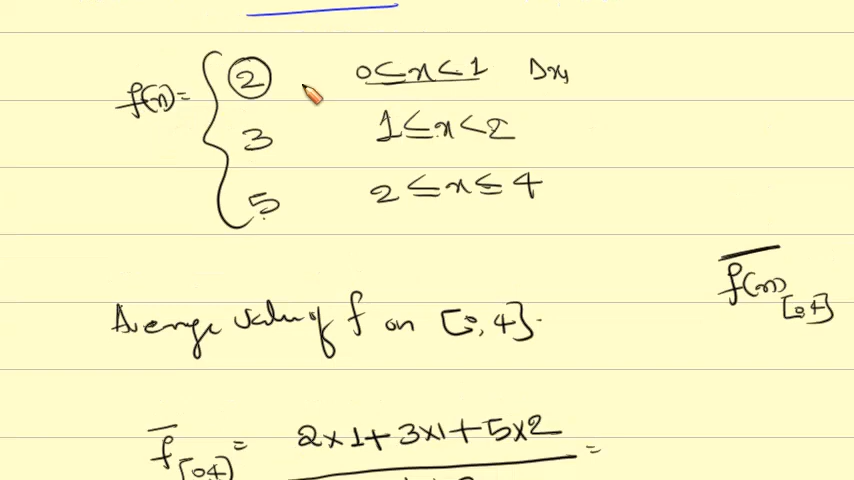 f(x) = { 2 0≤x<1 Δx₁
3 1≤x<2
5 2≤x≤4
f(x) [0,4]
Average value of f on [0,4].
f̅ [0,4] = 2×1+3×1+5×2 =